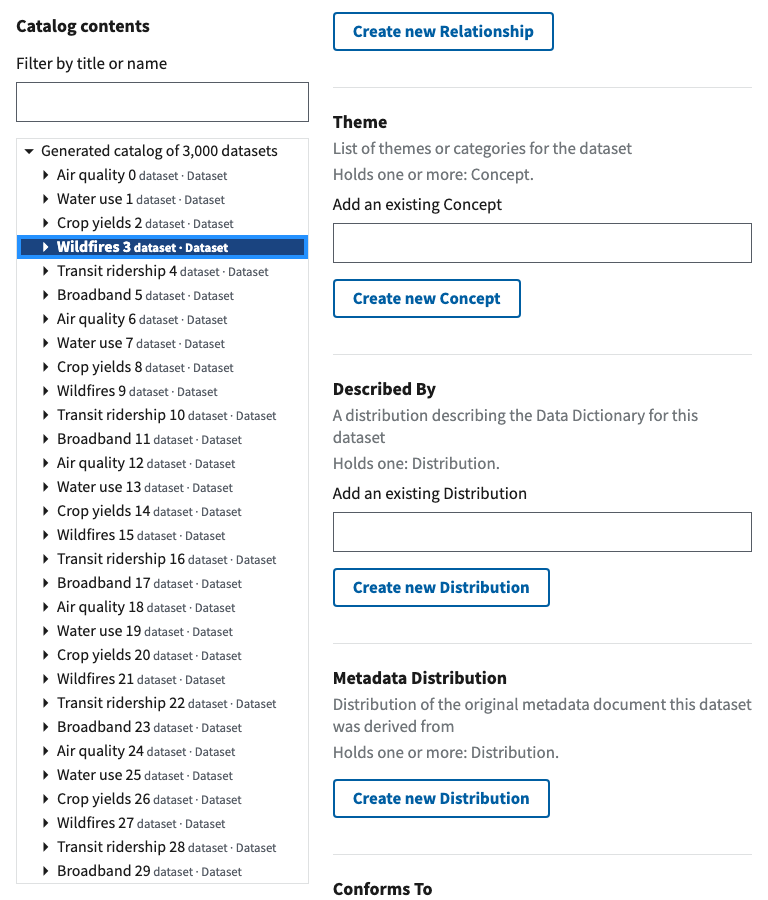 Catalog contents
Filter by title or name
Generated catalog of 3,000 datasets
Air quality 0 dataset · Dataset
Water use 1 dataset · Dataset
Crop yields 2 dataset · Dataset
Wildfires 3 dataset · Dataset
Transit ridership 4 dataset · Dataset
Broadband 5 dataset · Dataset
Air quality 6 dataset · Dataset
Water use 7 dataset · Dataset
Crop yields 8 dataset · Dataset
Wildfires 9 dataset · Dataset
Transit ridership 10 dataset · Dataset
Broadband 11 dataset · Dataset
Air quality 12 dataset · Dataset
Water use 13 dataset · Dataset
Crop yields 14 dataset · Dataset
Wildfires 15 dataset · Dataset
Transit ridership 16 dataset · Dataset
Broadband 17 dataset · Dataset
Air quality 18 dataset · Dataset
Water use 19 dataset · Dataset
Crop yields 20 dataset · Dataset
Wildfires 21 dataset · Dataset
Transit ridership 22 dataset · Dataset
Broadband 23 dataset · Dataset
Air quality 24 dataset · Dataset
Water use 25 dataset · Dataset
Crop yields 26 dataset · Dataset
Wildfires 27 dataset · Dataset
Transit ridership 28 dataset · Dataset
Broadband 29 dataset · Dataset
Create new Relationship
Theme
List of themes or categories for the dataset
Holds one or more: Concept.
Add an existing Concept
Create new Concept
Described By
A distribution describing the Data Dictionary for this
dataset
Holds one: Distribution.
Add an existing Distribution
Create new Distribution
Metadata Distribution
Distribution of the original metadata document this dataset
was derived from
Holds one or more: Distribution.
Create new Distribution
Conforms To